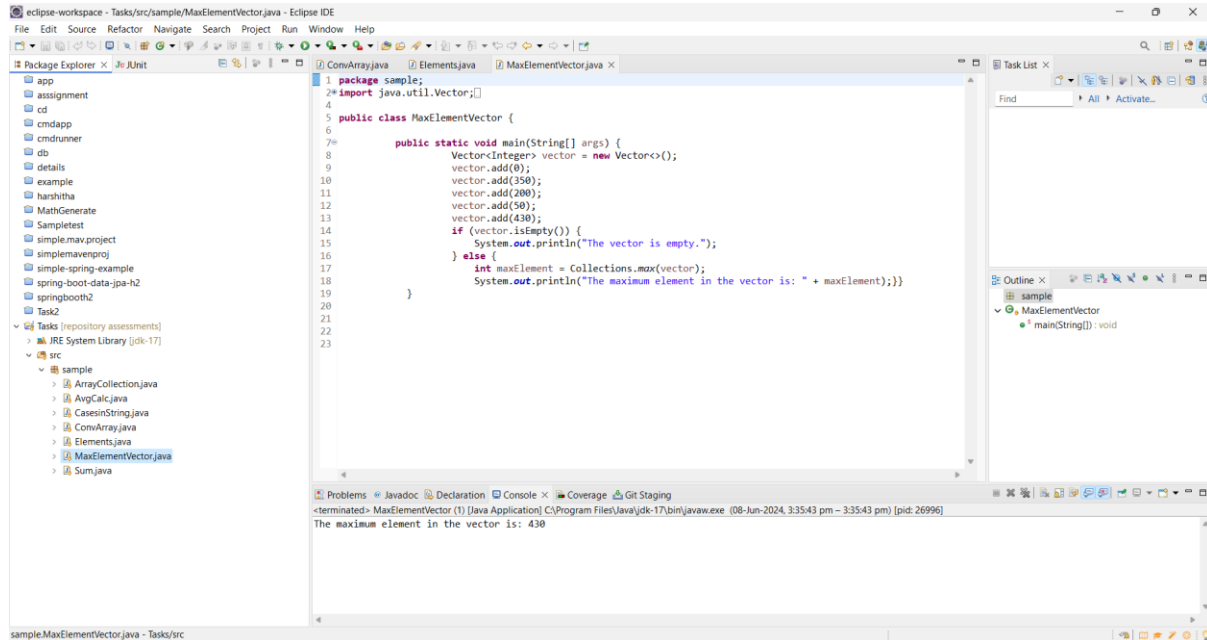 eclipse-workspace - Tasks/src/sample/MaxElementVector.java - Eclipse IDE
File Edit Source Refactor Navigate Search Project Run Window Help
Package Explorer × JUnit
app
asssignment
cd
cmdapp
cmdrunner
db
details
example
harshitha
MathGenerate
Sampletest
simple.mav.project
simplemavenproj
simple-spring-example
spring-boot-data-jpa-h2
springbooth2
Task2
Tasks [repository assessments]
JRE System Library [jdk-17]
src
sample
ArrayCollection.java
AvgCalc.java
CasesinString.java
ConvArray.java
Elements.java
MaxElementVector.java
Sum.java
ConvArray.java Elements.java MaxElementVector.java ×
1 package sample;
2 import java.util.Vector;
4
5 public class MaxElementVector {
6
7 public static void main(String[] args) {
8 Vector<Integer> vector = new Vector<>();
9 vector.add(0);
10 vector.add(350);
11 vector.add(200);
12 vector.add(50);
13 vector.add(430);
14 if (vector.isEmpty()) {
15 System.out.println("The vector is empty.");
16 } else {
17 int maxElement = Collections.max(vector);
18 System.out.println("The maximum element in the vector is: " + maxElement);}}
19 }
20
21
22
23
Task List ×
Find All Activate...
Outline ×
sample
MaxElementVector
main(String[]) : void
Problems Javadoc Declaration Console × Coverage Git Staging
<terminated> MaxElementVector (1) [Java Application] C:\Program Files\Java\jdk-17\bin\javaw.exe (08-Jun-2024, 3:35:43 pm – 3:35:43 pm) [pid: 26996]
The maximum element in the vector is: 430
sample.MaxElementVector.java - Tasks/src